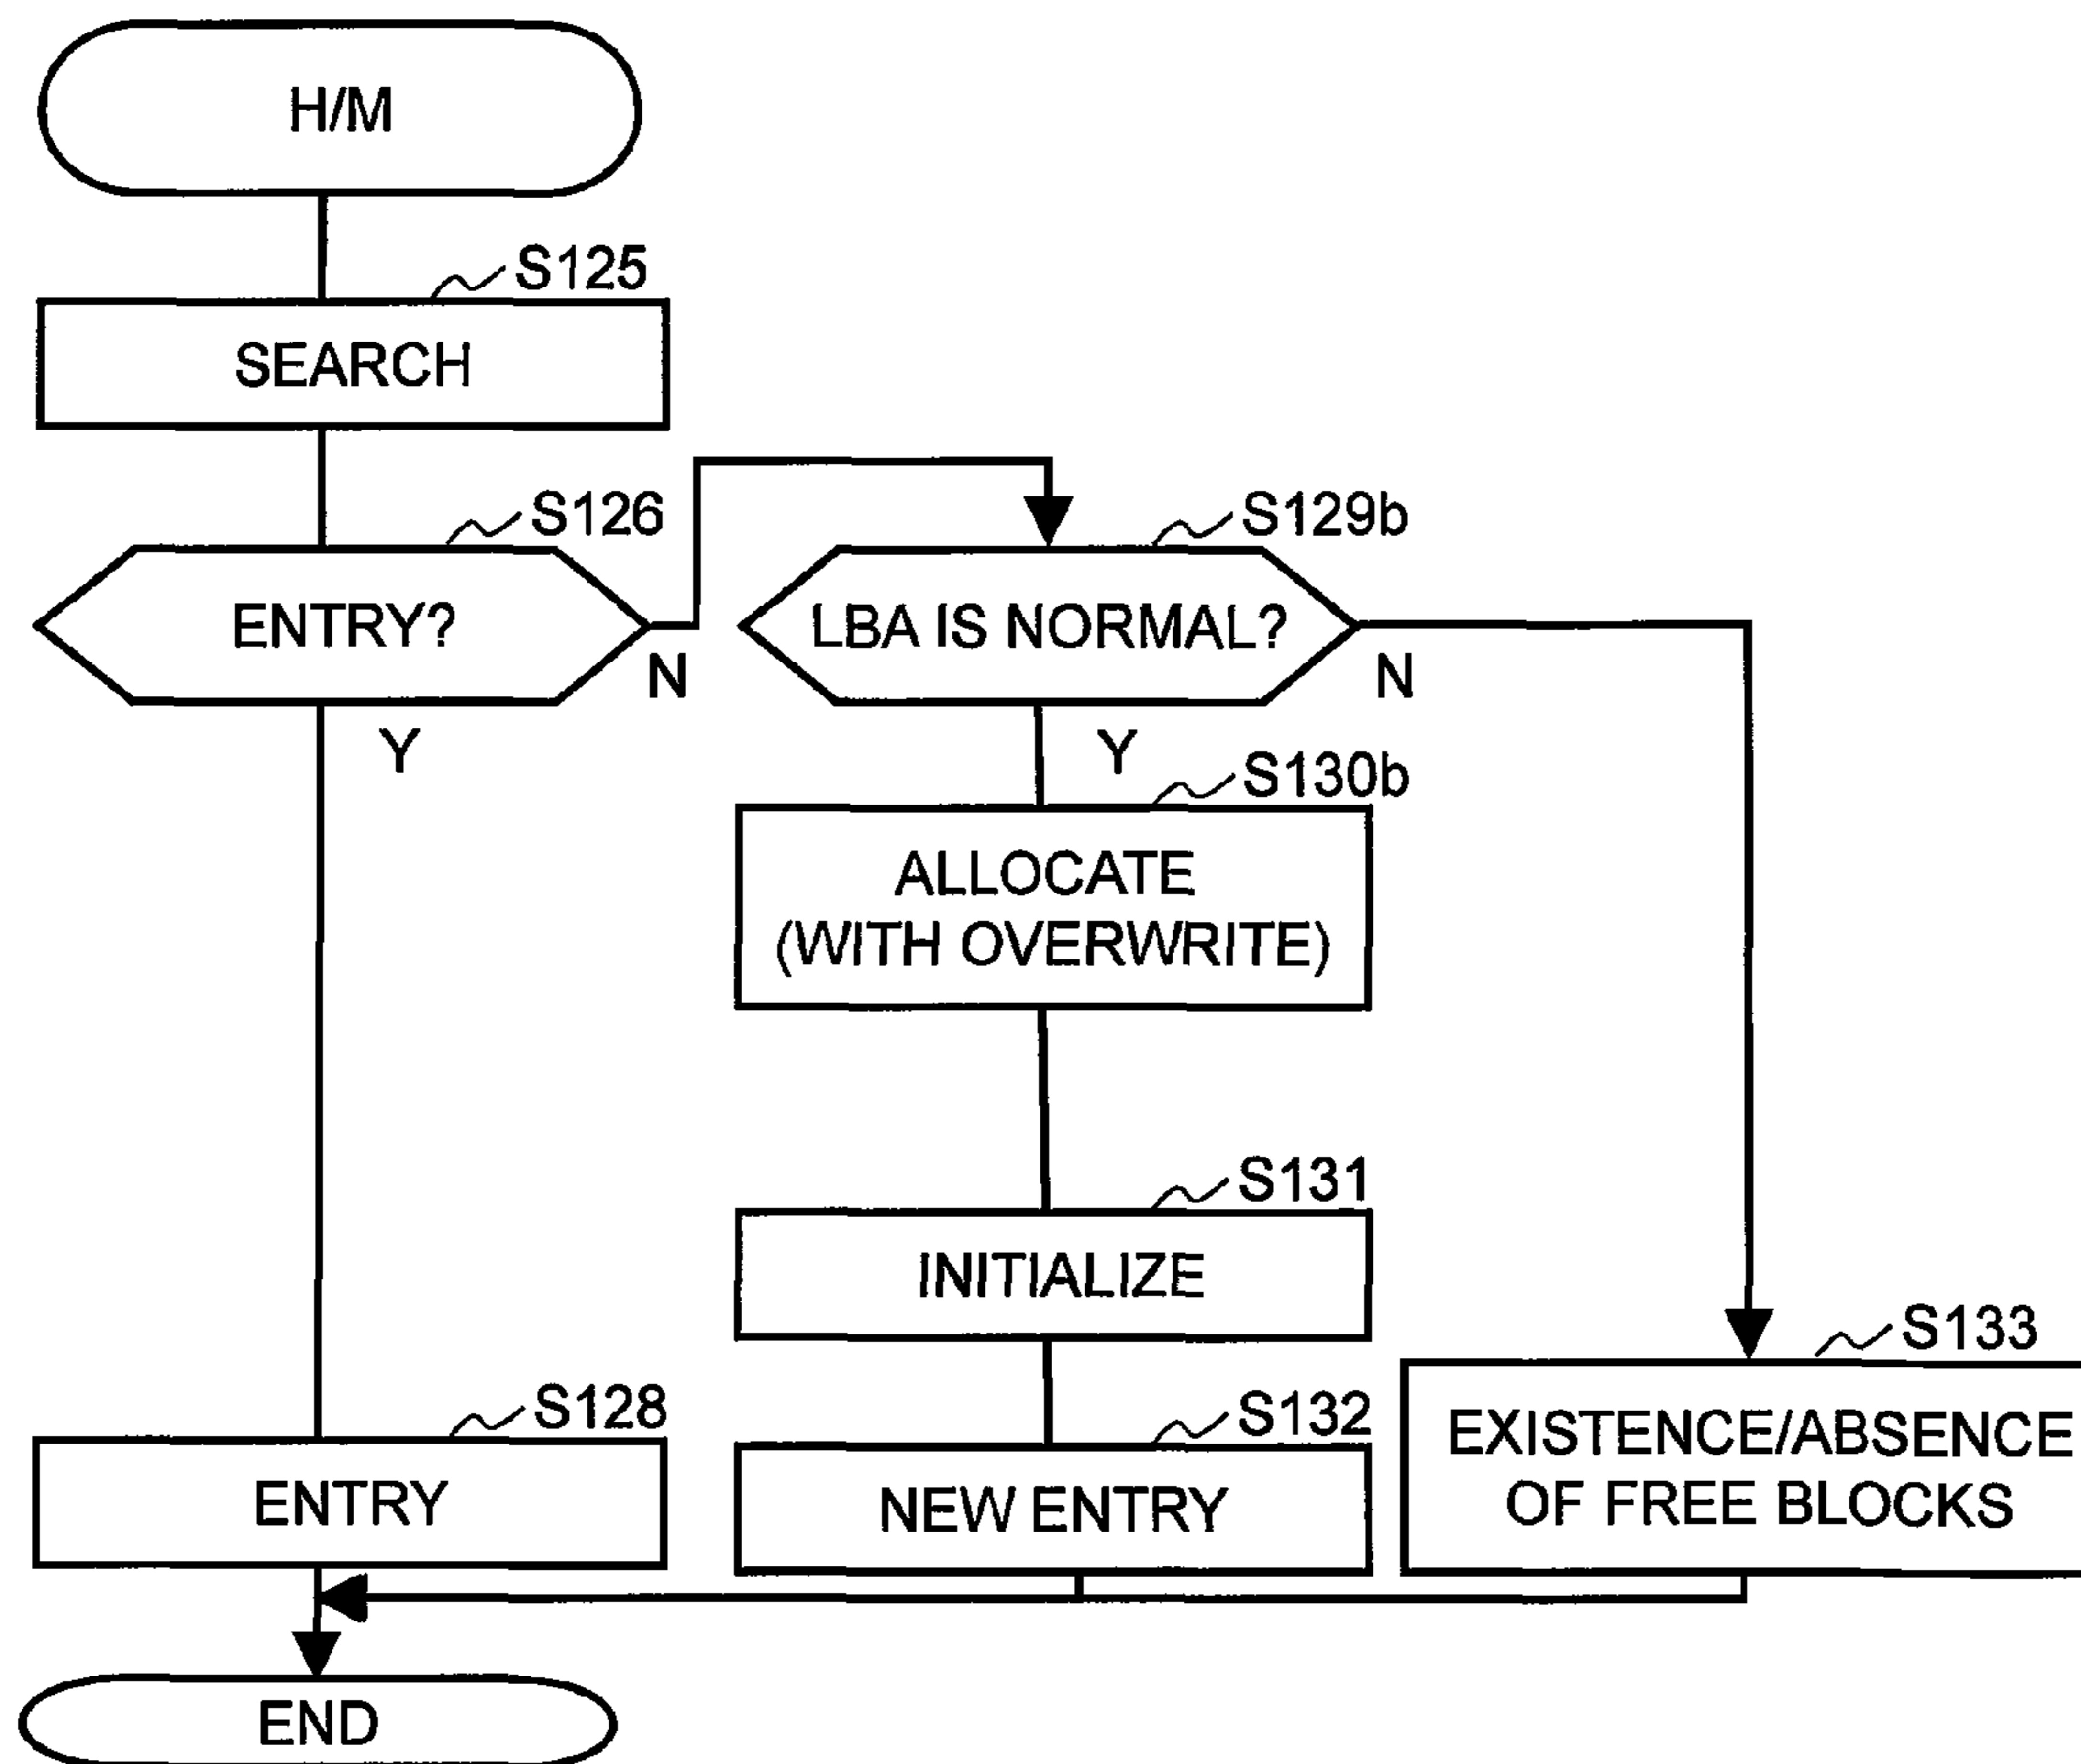 H/M
S125
SEARCH
S126
S129b
ENTRY?
LBA IS NORMAL?
N
N
Y
Y
S130b
ALLOCATE
(WITH OVERWRITE)
S131
INITIALIZE
S133
S128
S132
EXISTENCE/ABSENCE
OF FREE BLOCKS
ENTRY
NEW ENTRY
END